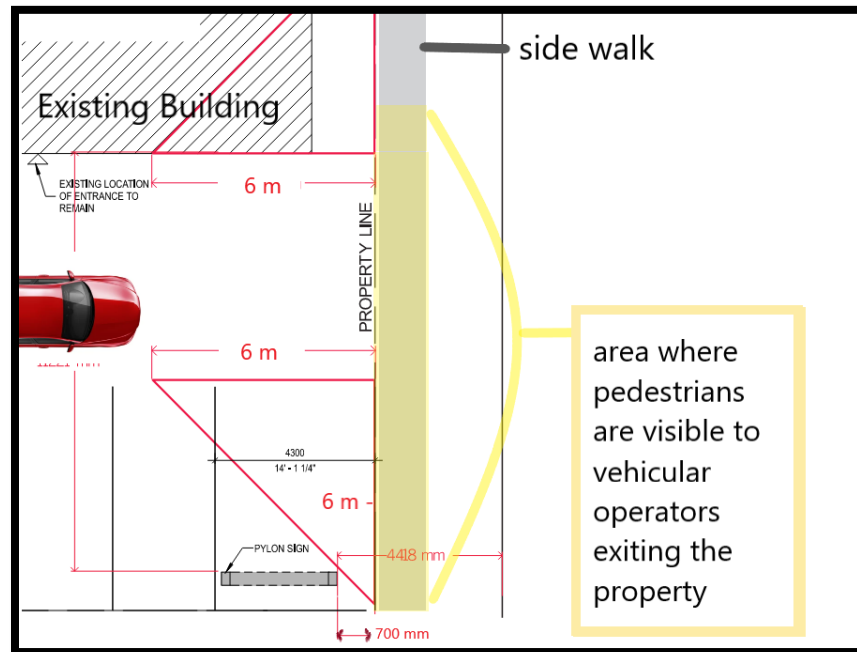 side walk
Existing Building
EXISTING LOCATION
OF ENTRANCE TO
REMAIN
6 m
PROPERTY LINE
6 m
area where
pedestrians
are visible to
vehicular
operators
exiting the
property
4300
14' - 1 1/4"
6 m -
PYLON SIGN
4418 mm
700 mm